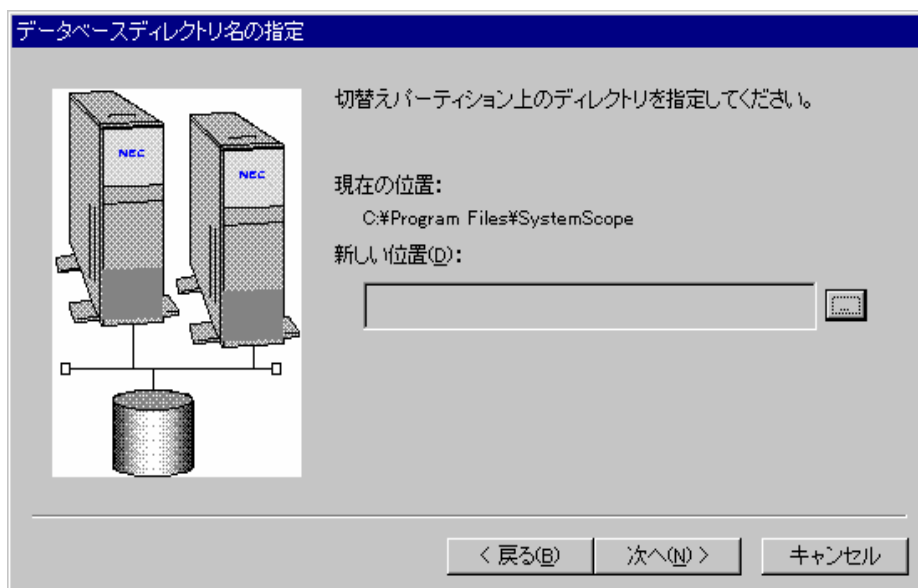 データベースディレクトリ名の指定
NEC
NEC
切替えパーティション上のディレクトリを指定してください。
現在の位置:
C:¥Program Files¥SystemScope
新しい位置(D):
...
< 戻る(B)
次へ(N) >
キャンセル